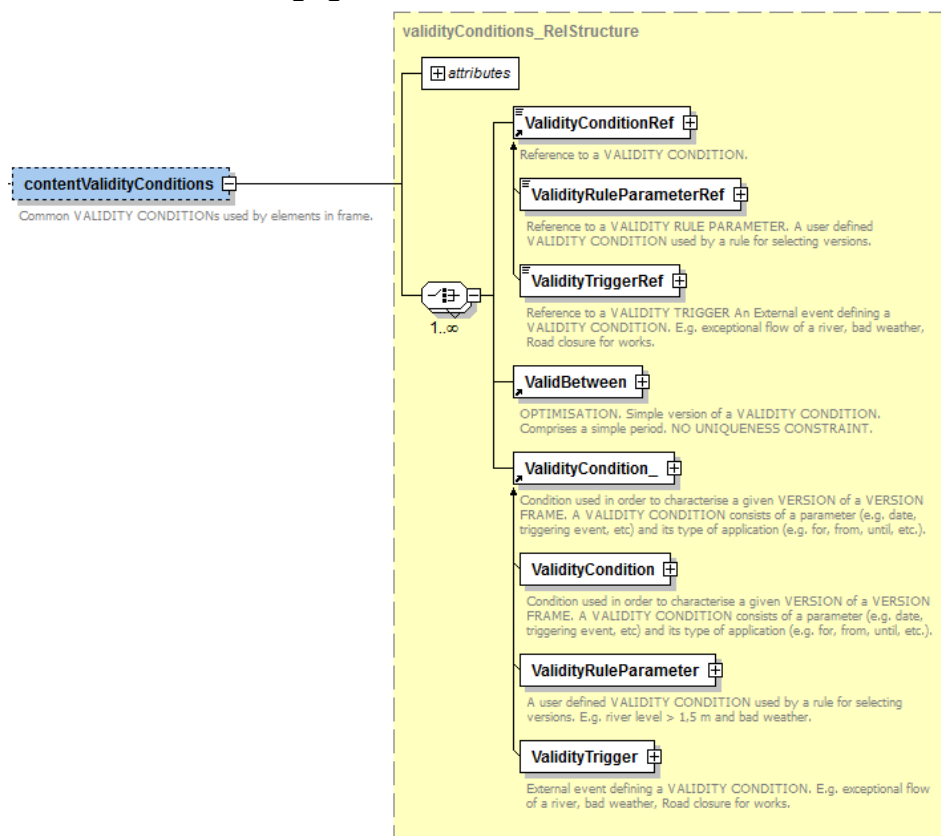 validityConditions_RelStructure
attributes
ValidityConditionRef
Reference to a VALIDITY CONDITION.
contentValidityConditions
Common VALIDITY CONDITIONs used by elements in frame.
ValidityRuleParameterRef
Reference to a VALIDITY RULE PARAMETER. A user defined
VALIDITY CONDITION used by a rule for selecting versions.
ValidityTriggerRef
Reference to a VALIDITY TRIGGER An External event defining a
VALIDITY CONDITION. E.g. exceptional flow of a river, bad weather,
Road closure for works.
1..∞
ValidBetween
OPTIMISATION. Simple version of a VALIDITY CONDITION.
Comprises a simple period. NO UNIQUENESS CONSTRAINT.
ValidityCondition_
Condition used in order to characterise a given VERSION of a VERSION
FRAME. A VALIDITY CONDITION consists of a parameter (e.g. date,
triggering event, etc) and its type of application (e.g. for, from, until, etc.).
ValidityCondition
Condition used in order to characterise a given VERSION of a VERSION
FRAME. A VALIDITY CONDITION consists of a parameter (e.g. date,
triggering event, etc) and its type of application (e.g. for, from, until, etc.).
ValidityRuleParameter
A user defined VALIDITY CONDITION used by a rule for selecting
versions. E.g. river level > 1,5 m and bad weather.
ValidityTrigger
External event defining a VALIDITY CONDITION. E.g. exceptional flow
of a river, bad weather, Road closure for works.